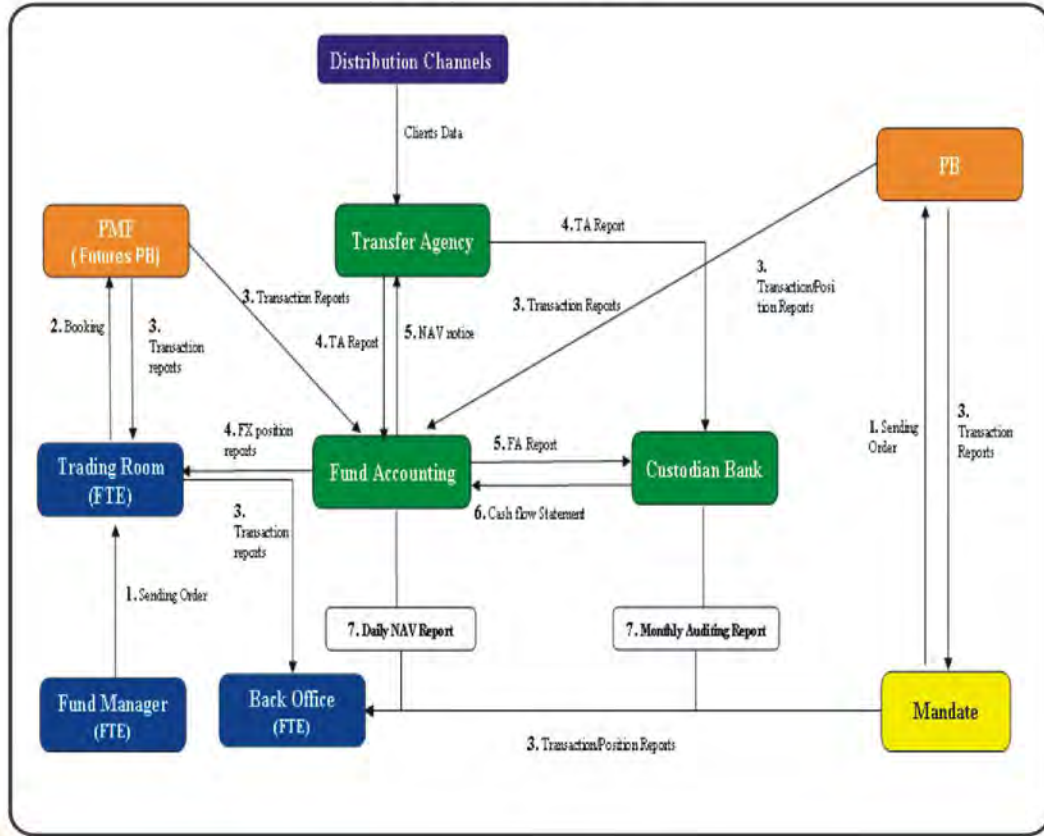 Distribution Channels
Clients Data
PB
PMF
( Futures PB)
Transfer Agency
4. TA Report
3. Transaction Reports
3. Transaction Reports
3.
Transaction/Posi
tion Reports
2. Booking
3.
Transaction
reports
4. TA Report
5. NAV notice
1. Sending
Order
3.
Transaction
Reports
4. FX position
reports
Trading Room
(FTE)
Fund Accounting
5. FA Report
Custodian Bank
6. Cash flow Statement
3.
Transaction
reports
1. Sending Order
7. Daily NAV Report
7. Monthly Auditing Report
Fund Manager
(FTE)
Back Office
(FTE)
Mandate
3. Transaction/Position Reports